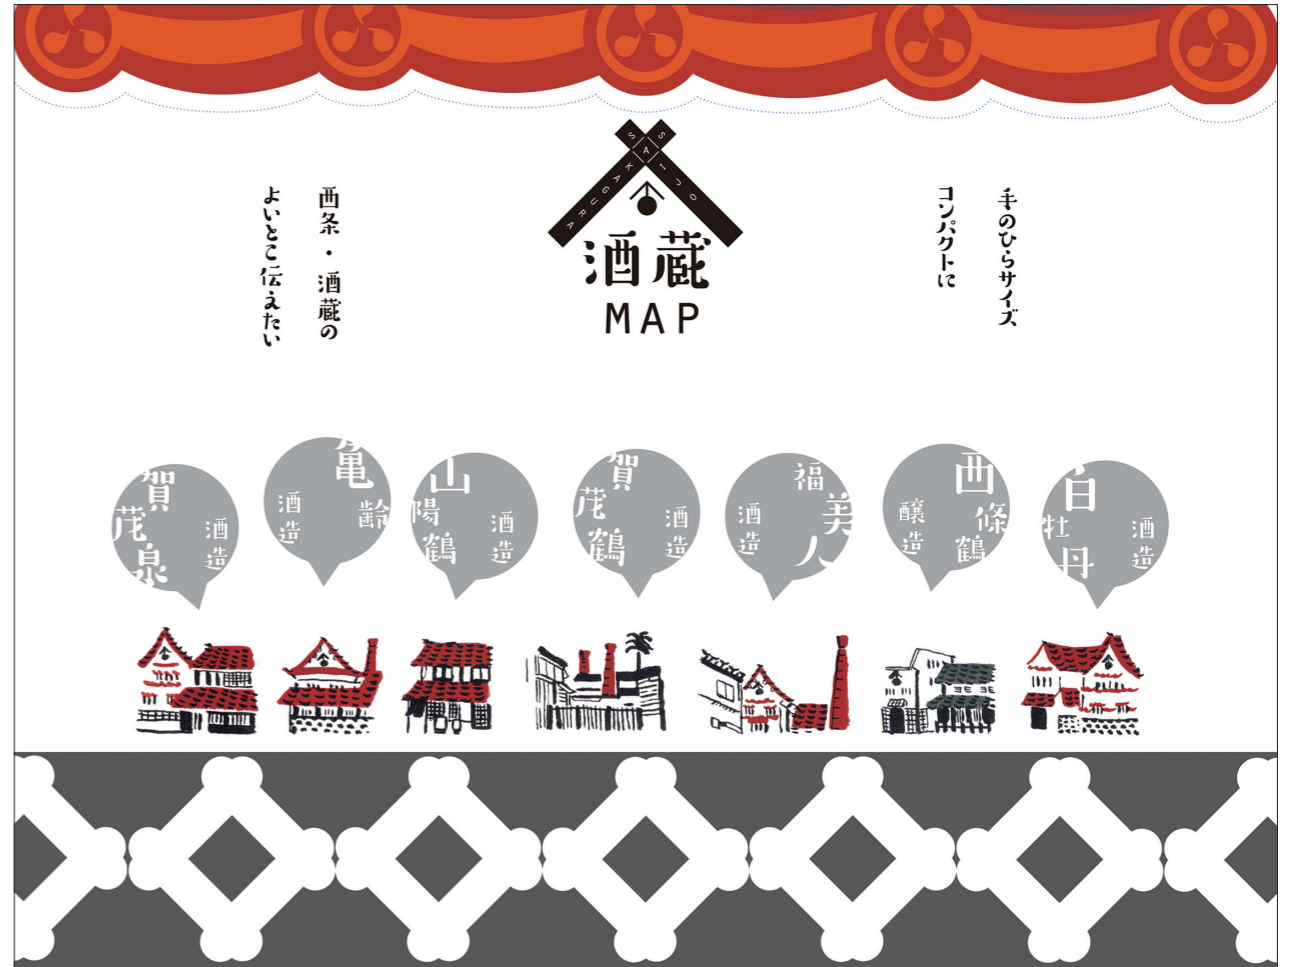 SAIJO
SAKAGURA
酒蔵
MAP
手のひらサイズ
コンパクトに
西条・酒蔵の
よいとこ伝えたい
賀茂泉酒造
亀齢酒造
山陽鶴酒造
賀茂鶴酒造
福美人酒造
西條鶴醸造
白牡丹酒造